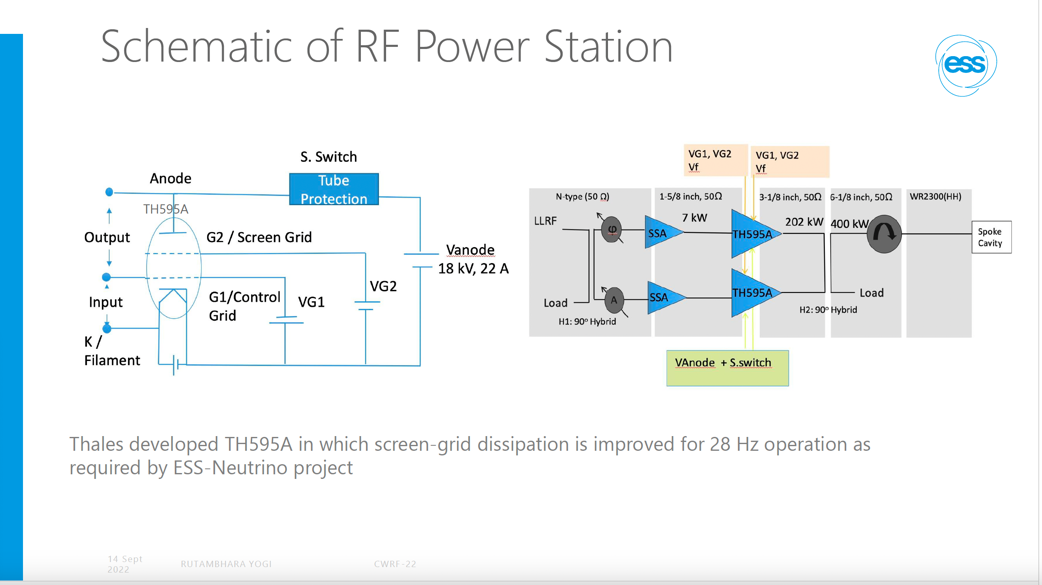 Schematic of RF Power Station
ess
S. Switch
Tube
Protection
Anode
TH595A
Output
G2 / Screen Grid
Vanode
18 kV, 22 A
VG2
Input
G1/Control
Grid
VG1
K /
Filament
VG1, VG2
Vf
VG1, VG2
Vf
N-type (50 Ω)
1-5/8 inch, 50Ω
3-1/8 inch, 50Ω
6-1/8 inch, 50Ω
WR2300(HH)
LLRF
φ
SSA
7 kW
TH595A
202 kW
400 kW
Spoke
Cavity
Load
A
SSA
TH595A
Load
H1: 90º Hybrid
H2: 90º Hybrid
VAnode + S.switch
Thales developed TH595A in which screen-grid dissipation is improved for 28 Hz operation as
required by ESS-Neutrino project
14 Sept
2022
RUTAMBHARA YOGI
CWRF-22